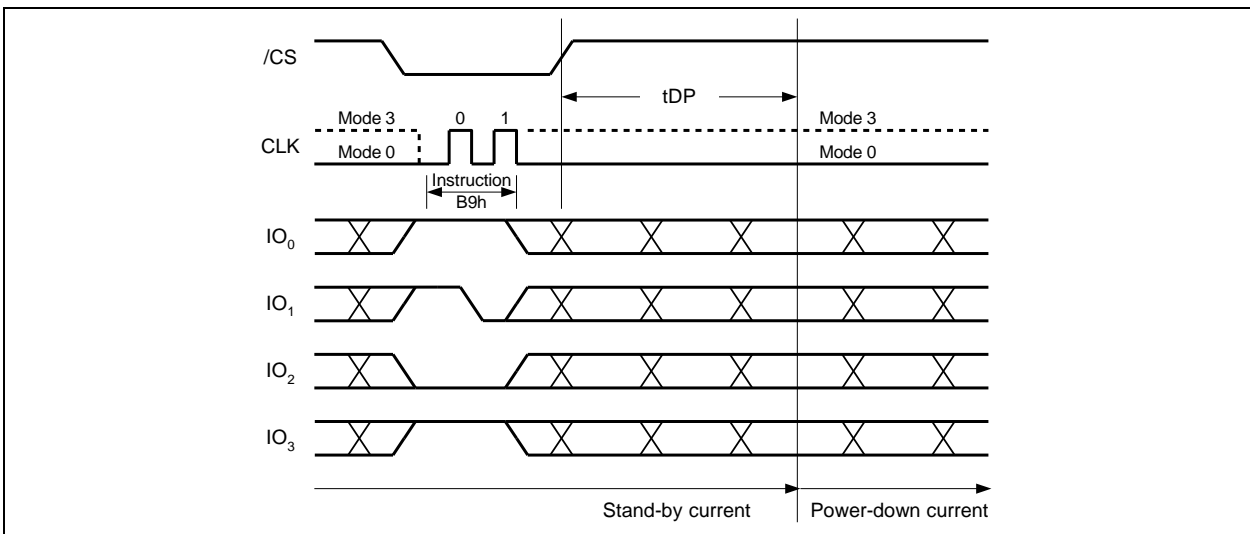 /CS
tDP
Mode 3 0 1 Mode 3
CLK
Mode 0 Mode 0
Instruction
B9h
IO0
IO1
IO2
IO3
Stand-by current Power-down current